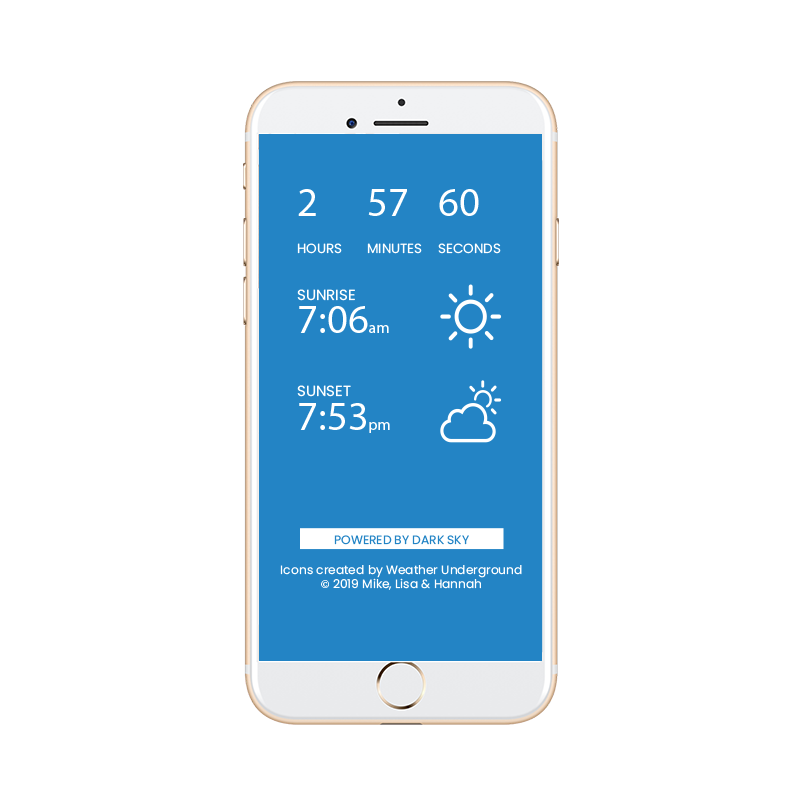 2 57 60
HOURS MINUTES SECONDS
SUNRISE
7:06am
SUNSET
7:53pm
POWERED BY DARK SKY
Icons created by Weather Underground
© 2019 Mike, Lisa & Hannah